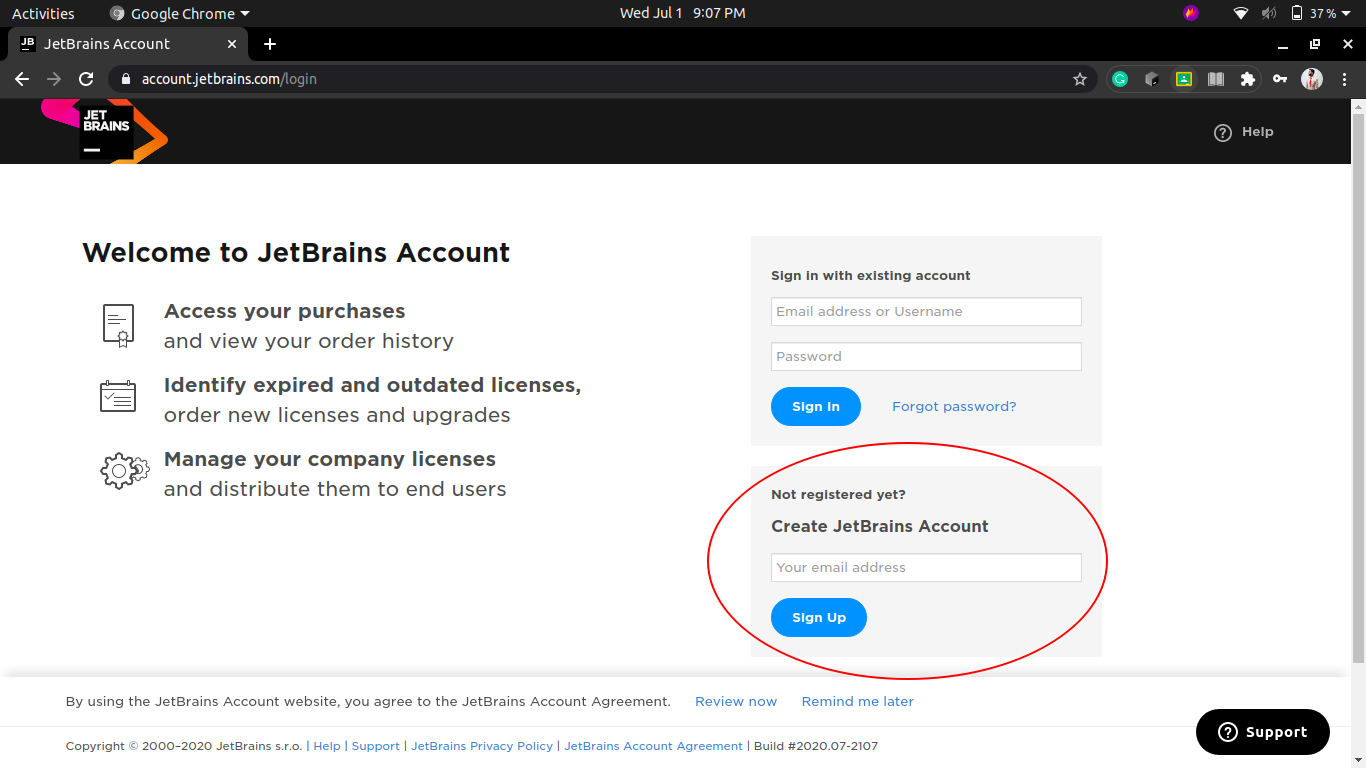 Activities
Google Chrome
Wed Jul 1 9:07 PM
37 %
JB
JetBrains Account
account.jetbrains.com/login
JET
BRAINS
? Help
Welcome to JetBrains Account
Access your purchases
and view your order history
Identify expired and outdated licenses,
order new licenses and upgrades
Manage your company licenses
and distribute them to end users
Sign in with existing account
Email address or Username
Password
Sign In
Forgot password?
Not registered yet?
Create JetBrains Account
Your email address
Sign Up
By using the JetBrains Account website, you agree to the JetBrains Account Agreement. Review now Remind me later
Copyright © 2000–2020 JetBrains s.r.o. | Help | Support | JetBrains Privacy Policy | JetBrains Account Agreement | Build #2020.07-2107
? Support